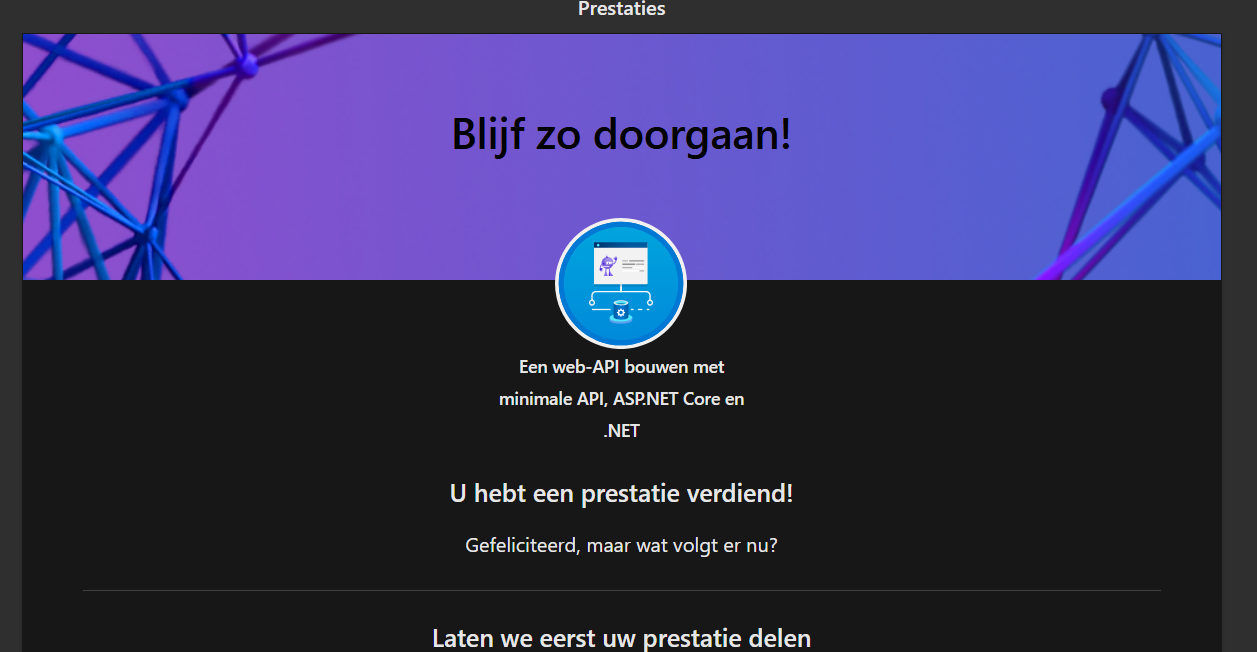 Prestaties
Blijf zo doorgaan!
Een web-API bouwen met
minimale API, ASP.NET Core en
.NET
U hebt een prestatie verdiend!
Gefeliciteerd, maar wat volgt er nu?
Laten we eerst uw prestatie delen